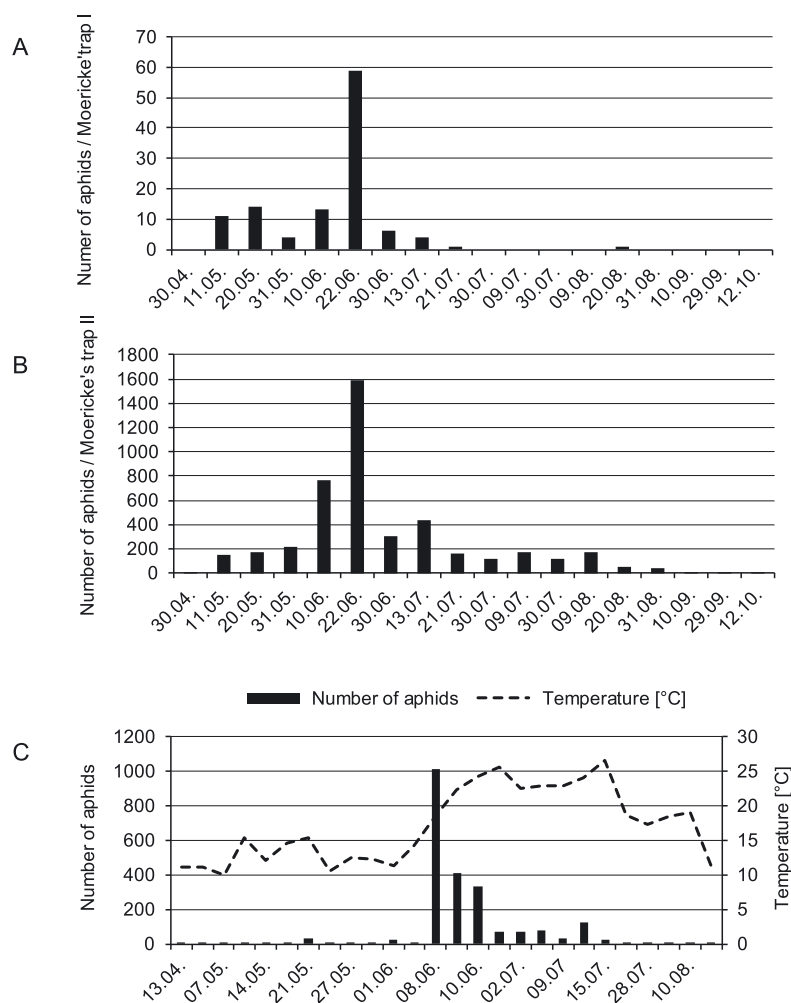 A
Numer of aphids / Moericke'trap I
70
60
50
40
30
20
10
0
30.04. 11.05. 20.05. 31.05. 10.06. 22.06. 30.06. 13.07. 21.07. 30.07. 09.07. 30.07. 09.08. 20.08. 31.08. 10.09. 29.09. 12.10.
B
Number of aphids / Moericke's trap II
1800
1600
1400
1200
1000
800
600
400
200
0
30.04. 11.05. 20.05. 31.05. 10.06. 22.06. 30.06. 13.07. 21.07. 30.07. 09.07. 30.07. 09.08. 20.08. 31.08. 10.09. 29.09. 12.10.
Number of aphids Temperature [°C]
C
Number of aphids
1200
1000
800
600
400
200
0
30
25
20
15
10
5
0
Temperature [°C]
13.04. 07.05. 14.05. 21.05. 27.05. 01.06. 08.06. 10.06. 02.07. 09.07 15.07. 28.07. 10.08.